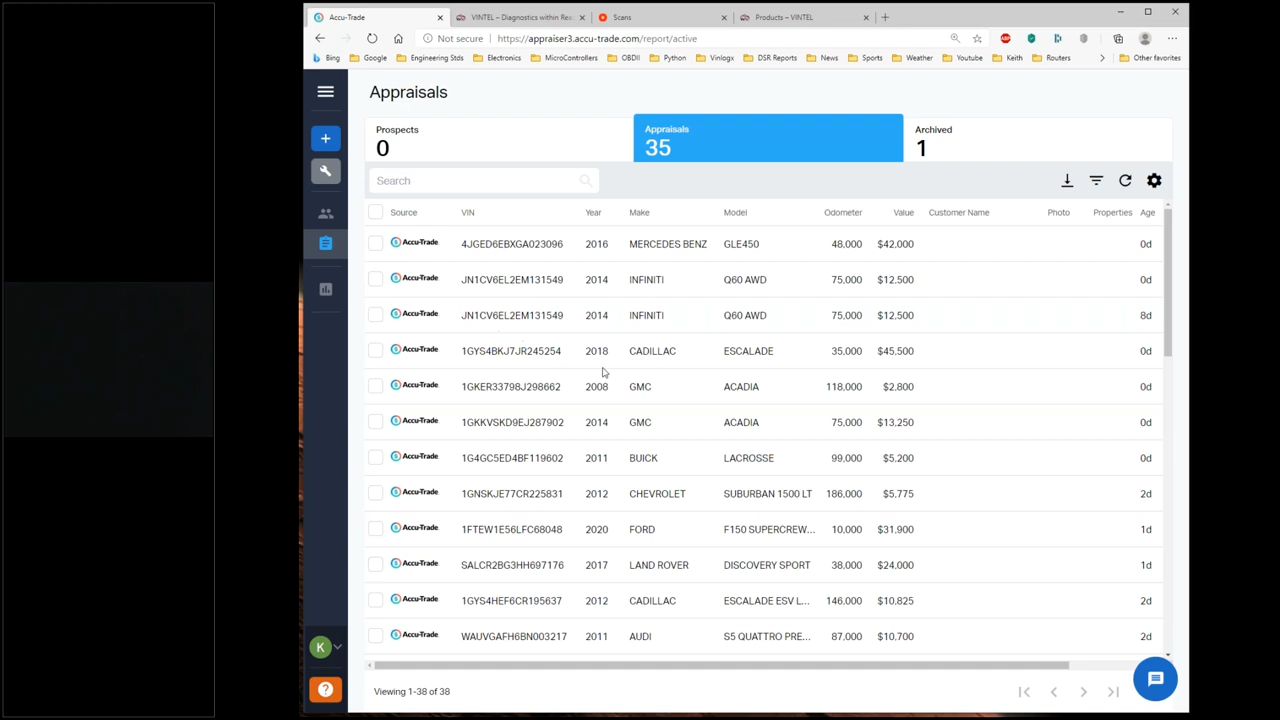 Accu-Trade VINTEL – Diagnostics within Rea Scans Products – VINTEL
Not secure https://appraiser3.accu-trade.com/report/active ABP
Bing Google Engineering Stds Electronics MicroControllers OBDII Python Vinlogx DSR Reports News Sports Weather Youtube Keith Routers Other favorites
Appraisals
Prospects Appraisals Archived
0 35 1
Search
Source VIN Year Make Model Odometer Value Customer Name Photo Properties Age
Accu-Trade 4JGED6EBXGA023096 2016 MERCEDES BENZ GLE450 48,000 $42,000 0d
Accu-Trade JN1CV6EL2EM131549 2014 INFINITI Q60 AWD 75,000 $12,500 0d
Accu-Trade JN1CV6EL2EM131549 2014 INFINITI Q60 AWD 75,000 $12,500 8d
Accu-Trade 1GYS4BKJ7JR245254 2018 CADILLAC ESCALADE 35,000 $45,500 0d
Accu-Trade 1GKER33798J298662 2008 GMC ACADIA 118,000 $2,800 0d
Accu-Trade 1GKKVSKD9EJ287902 2014 GMC ACADIA 75,000 $13,250 0d
Accu-Trade 1G4GC5ED4BF119602 2011 BUICK LACROSSE 99,000 $5,200 0d
Accu-Trade 1GNSKJE77CR225831 2012 CHEVROLET SUBURBAN 1500 LT 186,000 $5,775 2d
Accu-Trade 1FTEW1E56LFC68048 2020 FORD F150 SUPERCREW... 10,000 $31,900 1d
Accu-Trade SALCR2BG3HH697176 2017 LAND ROVER DISCOVERY SPORT 38,000 $24,000 1d
Accu-Trade 1GYS4HEF6CR195637 2012 CADILLAC ESCALADE ESV L... 146,000 $10,825 2d
Accu-Trade WAUVGAFH6BN003217 2011 AUDI S5 QUATTRO PRE... 87,000 $10,700 2d
K
Viewing 1-38 of 38